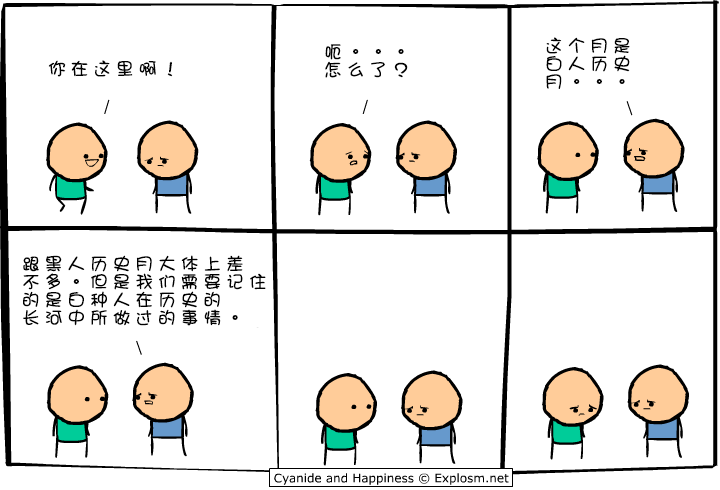 你在这里啊！
呃。。。
怎么了？
这个月是
白人历史
月。。。
跟黑人历史月大体上差
不多。但是我们需要记住
的是白种人在历史的
长河中所做过的事情。
Cyanide and Happiness © Explosm.net